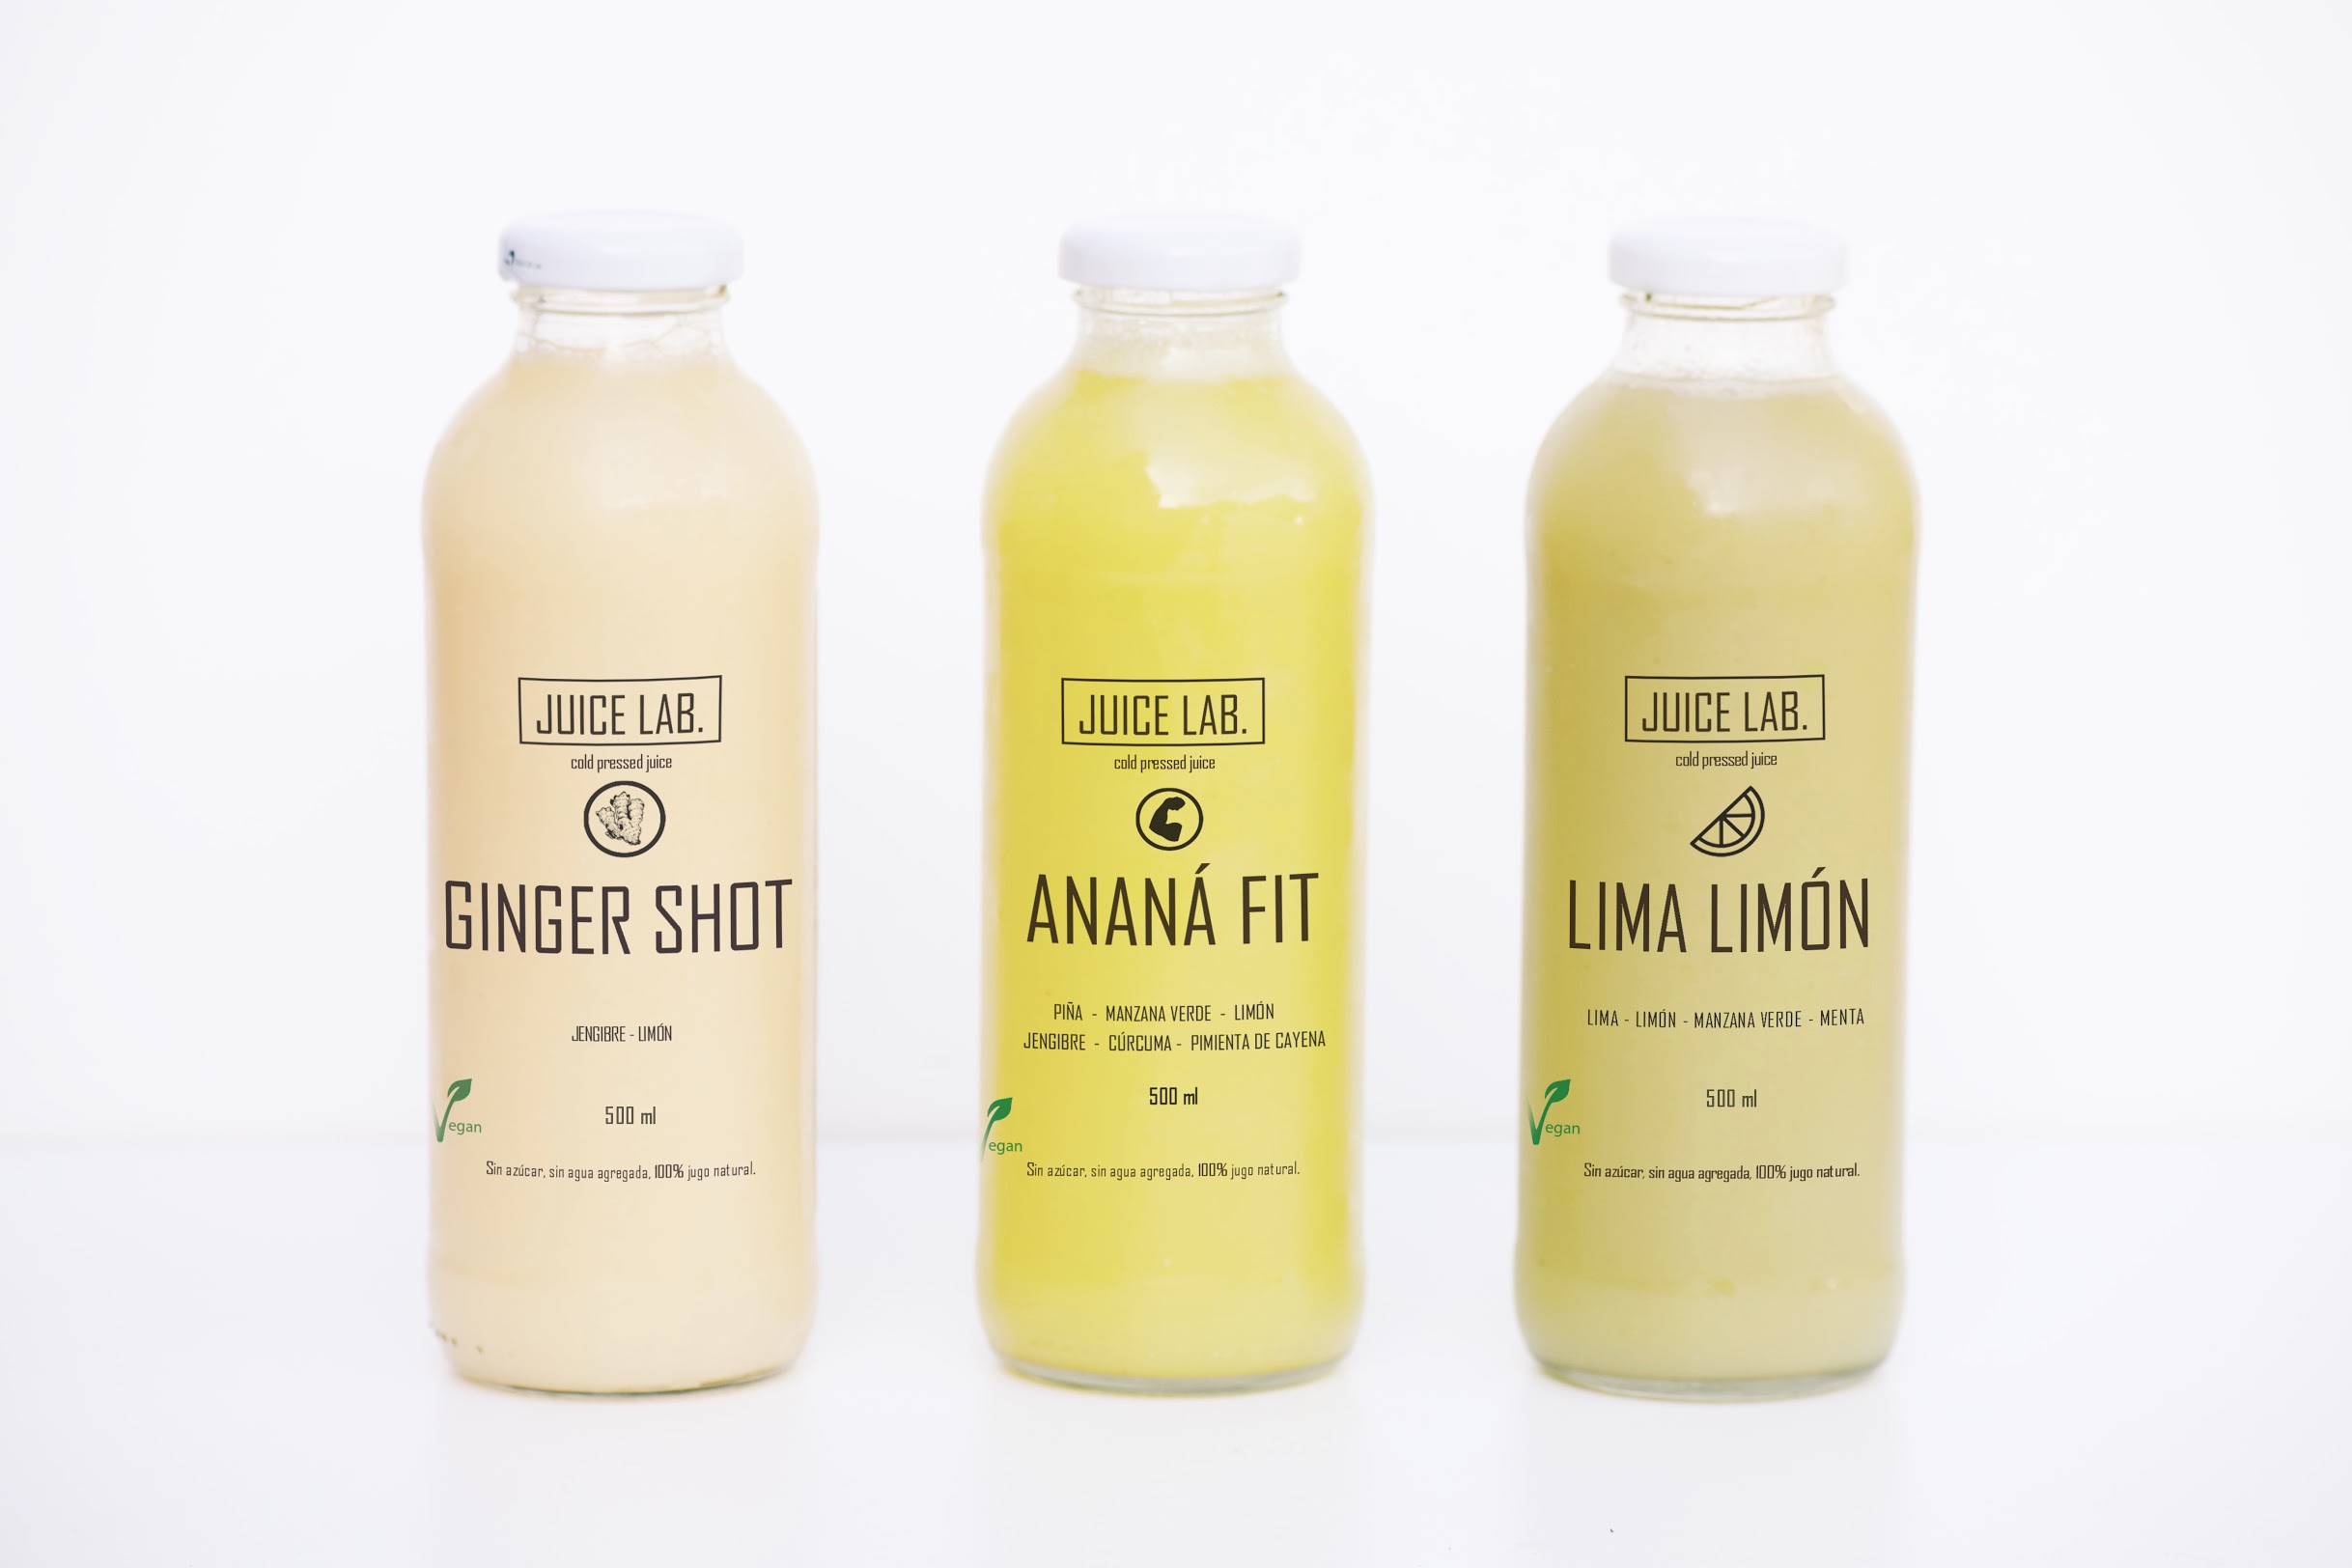 JUICE LAB.
cold pressed juice
GINGER SHOT
JENGIBRE - LIMÓN
500 ml
Vegan
Sin azúcar, sin agua agregada, 100% jugo natural.
JUICE LAB.
cold pressed juice
ANANÁ FIT
PIÑA - MANZANA VERDE - LIMÓN
JENGIBRE - CÚRCUMA - PIMIENTA DE CAYENA
500 ml
Vegan
Sin azúcar, sin agua agregada, 100% jugo natural.
JUICE LAB.
cold pressed juice
LIMA LIMÓN
LIMA - LIMÓN - MANZANA VERDE - MENTA
500 ml
Vegan
Sin azúcar, sin agua agregada, 100% jugo natural.